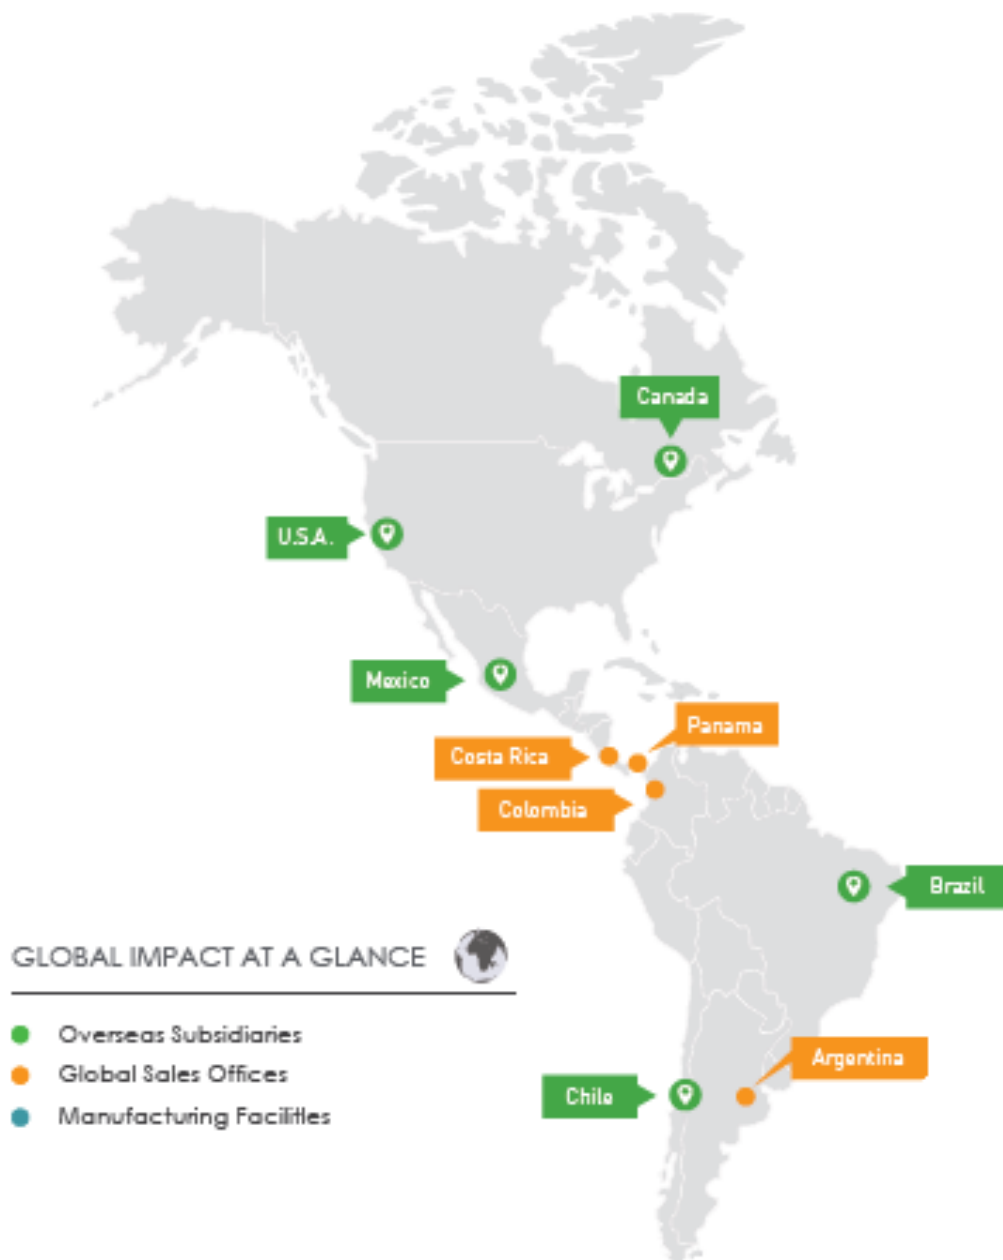 Canada
U.S.A.
Mexico
Panama
Costa Rica
Colombia
Brazil
GLOBAL IMPACT AT A GLANCE
Overseas Subsidiaries
Global Sales Offices
Manufacturing Facilities
Argentina
Chile